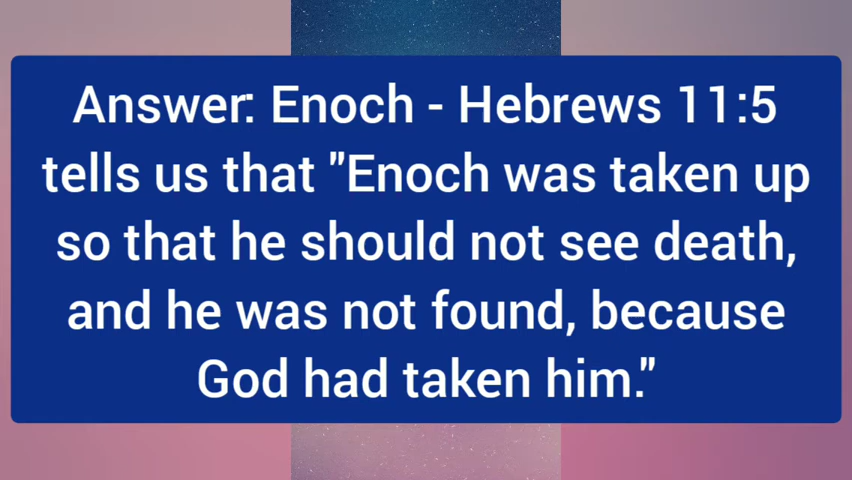 Answer: Enoch - Hebrews 11:5
tells us that "Enoch was taken up
so that he should not see death,
and he was not found, because
God had taken him."